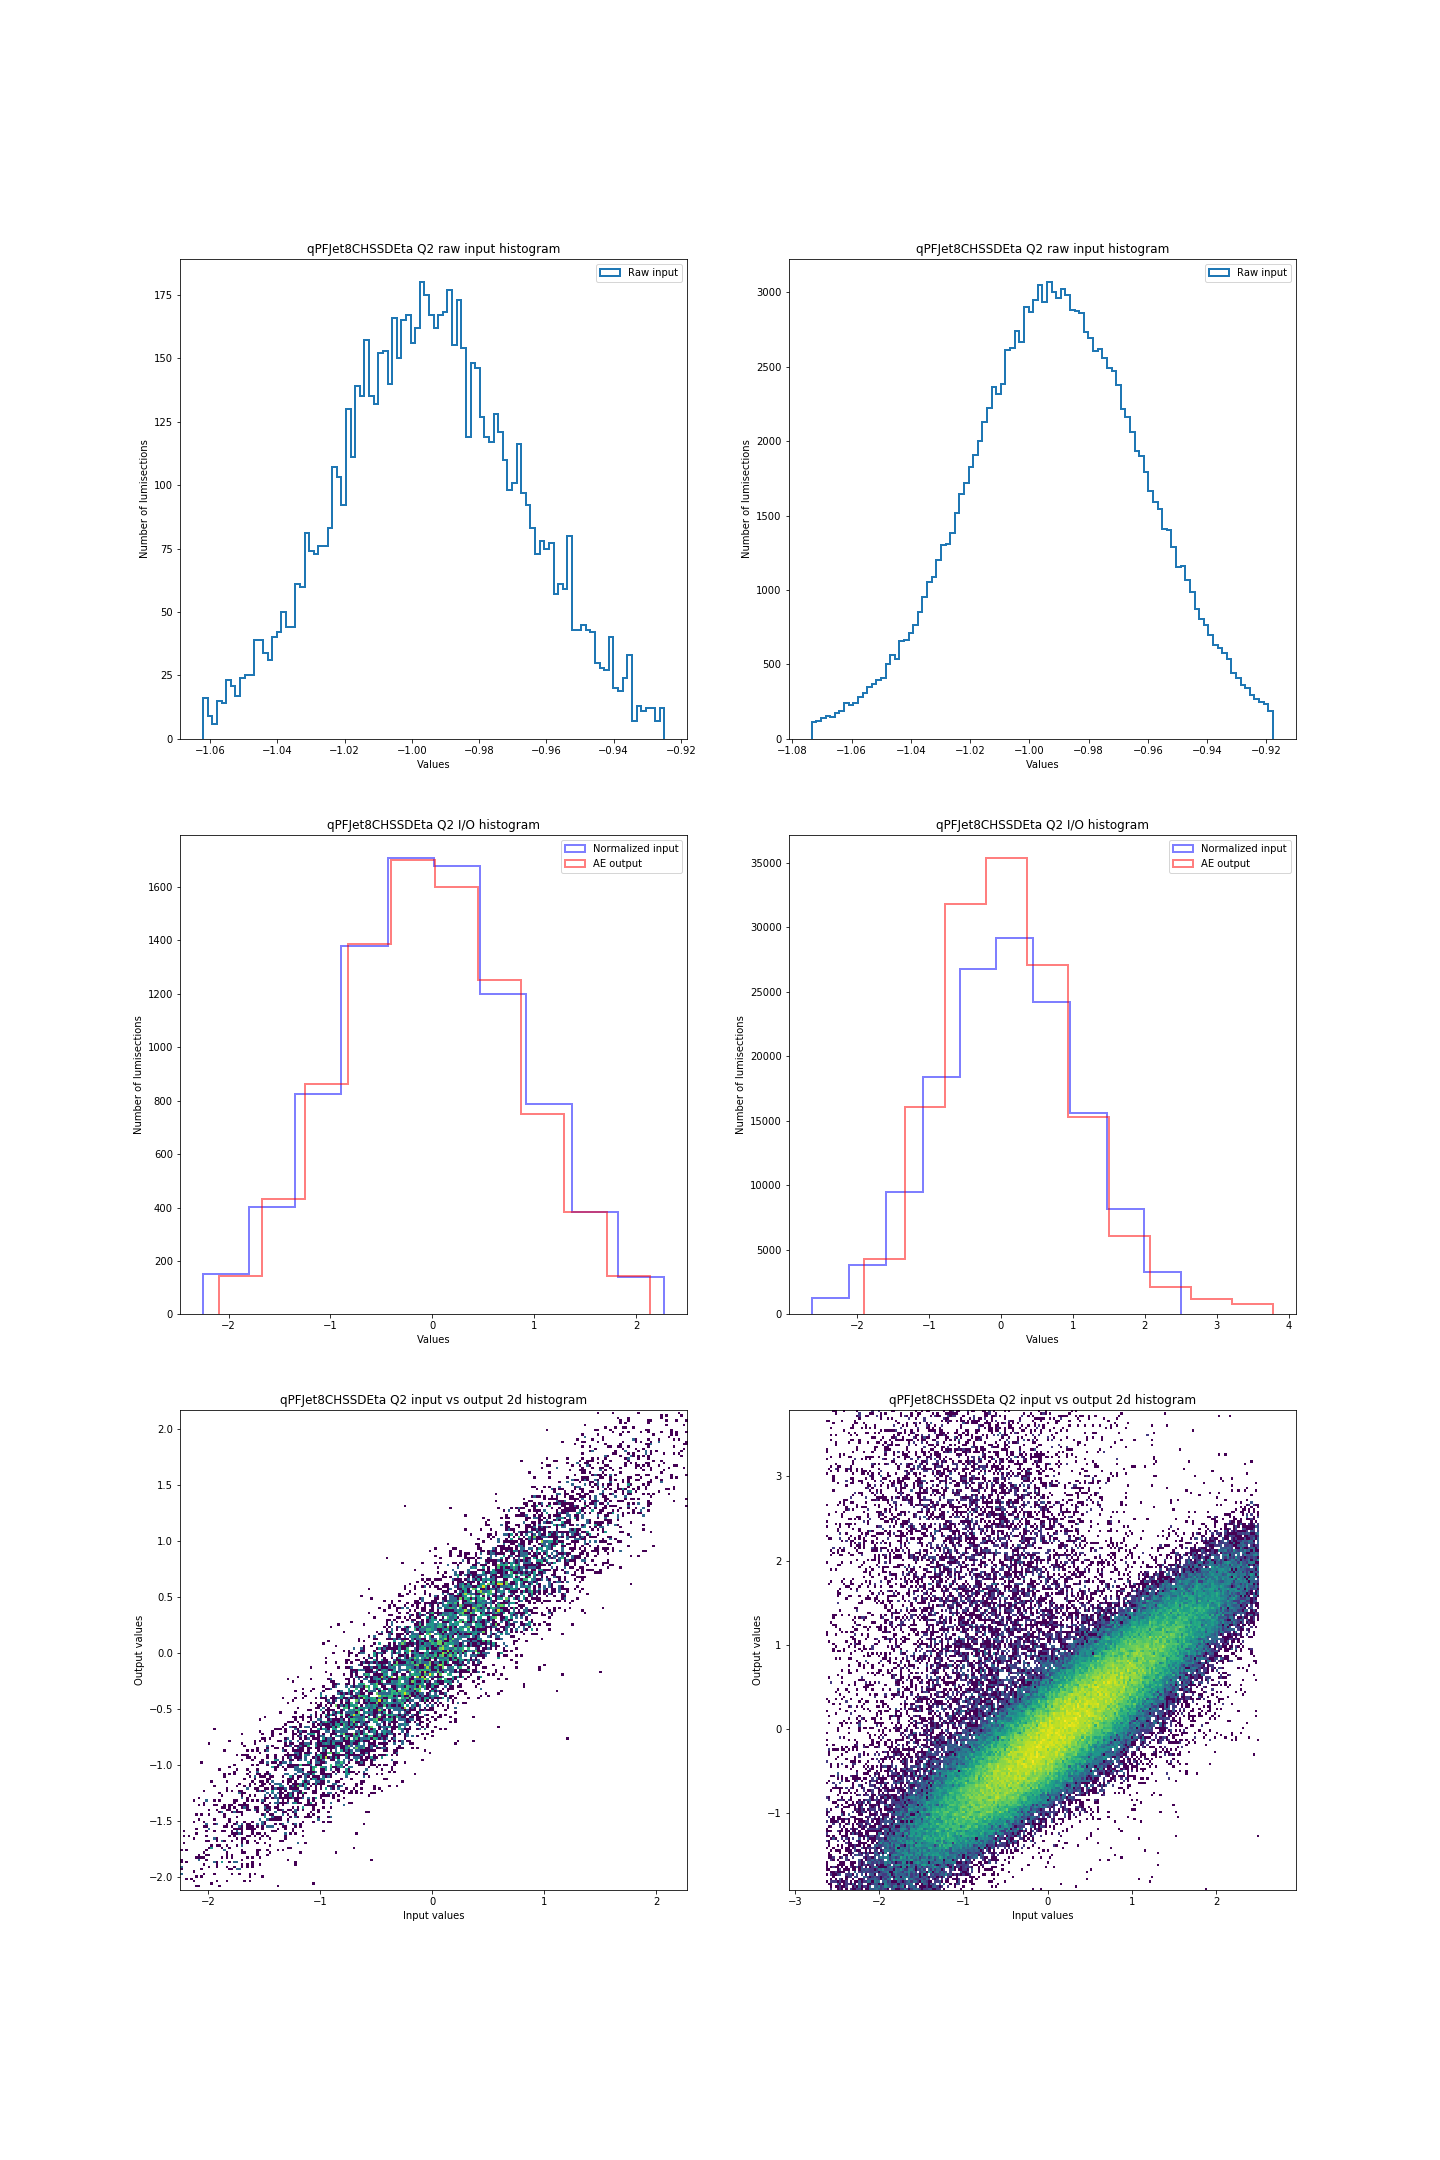 qPFJet8CHSSDEta Q2 raw input histogram
Raw input
Number of lumisections
175
150
125
100
75
50
25
0
−1.06 −1.04 −1.02 −1.00 −0.98 −0.96 −0.94 −0.92
Values
qPFJet8CHSSDEta Q2 raw input histogram
Raw input
Number of lumisections
3000
2500
2000
1500
1000
500
0
−1.08 −1.06 −1.04 −1.02 −1.00 −0.98 −0.96 −0.94 −0.92
Values
qPFJet8CHSSDEta Q2 I/O histogram
Normalized input
AE output
Number of lumisections
1600
1400
1200
1000
800
600
400
200
0
−2 −1 0 1 2
Values
qPFJet8CHSSDEta Q2 I/O histogram
Normalized input
AE output
Number of lumisections
35000
30000
25000
20000
15000
10000
5000
0
−2 −1 0 1 2 3 4
Values
qPFJet8CHSSDEta Q2 input vs output 2d histogram
Output values
2.0
1.5
1.0
0.5
0.0
−0.5
−1.0
−1.5
−2.0
−2 −1 0 1 2
Input values
qPFJet8CHSSDEta Q2 input vs output 2d histogram
Output values
3
2
1
0
−1
−3 −2 −1 0 1 2
Input values